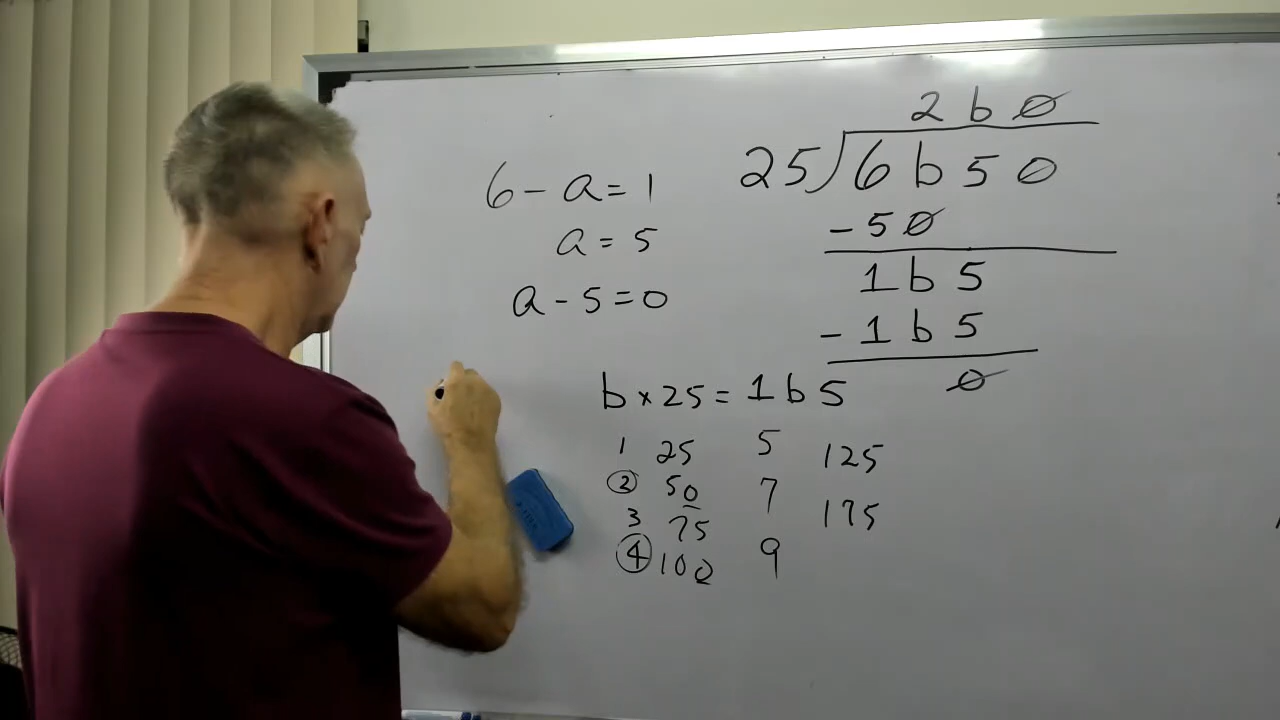 6 - a = 1
a = 5
a - 5 = 0
2 b 0
25)6 b 5 0
- 5 0
1 b 5
- 1 b 5
0
b × 25 = 1 b 5
1 25 5 125
2 50 7 175
3 75
4 100 9